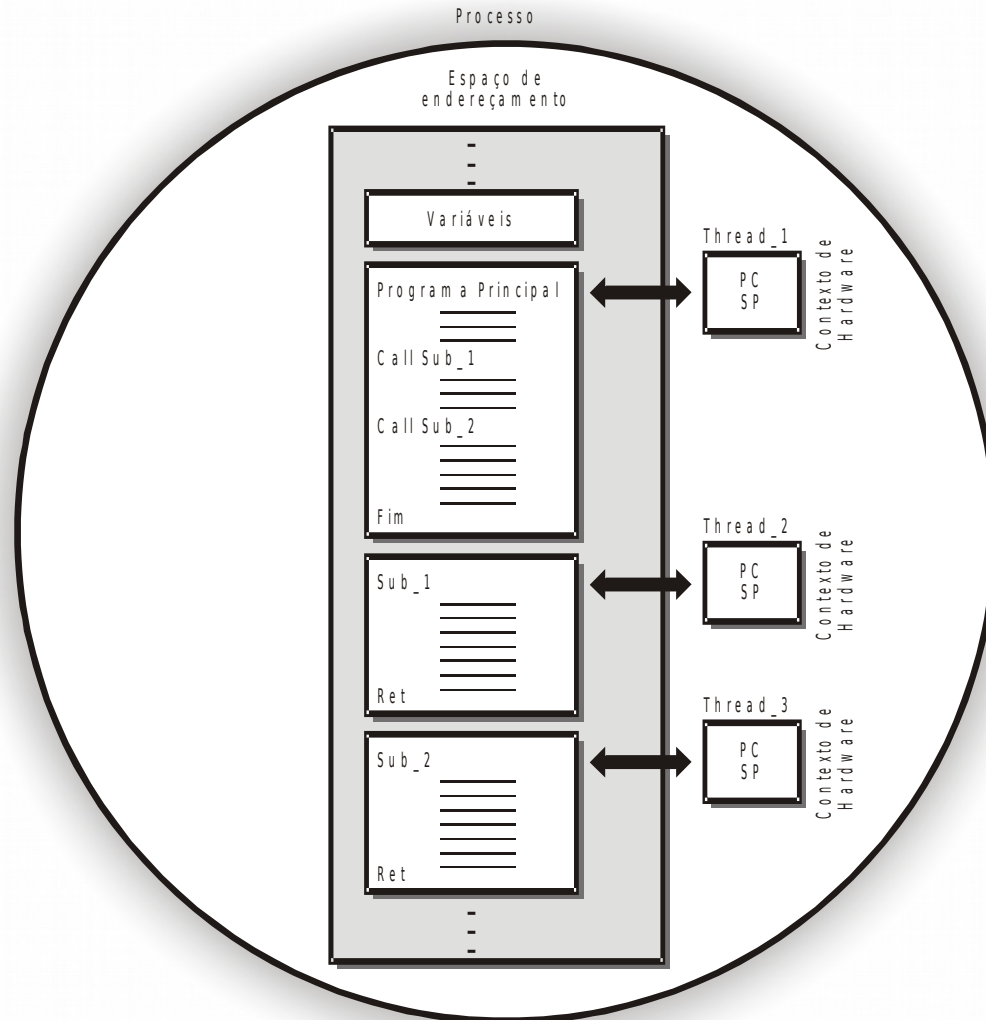 Processo
Espaço de
endereçamento
Variáveis
Programa Principal
Call Sub_1
Call Sub_2
Fim
Sub_1
Ret
Sub_2
Ret
Thread_1
PC
SP
Contexto de
Hardware
Thread_2
PC
SP
Contexto de
Hardware
Thread_3
PC
SP
Contexto de
Hardware